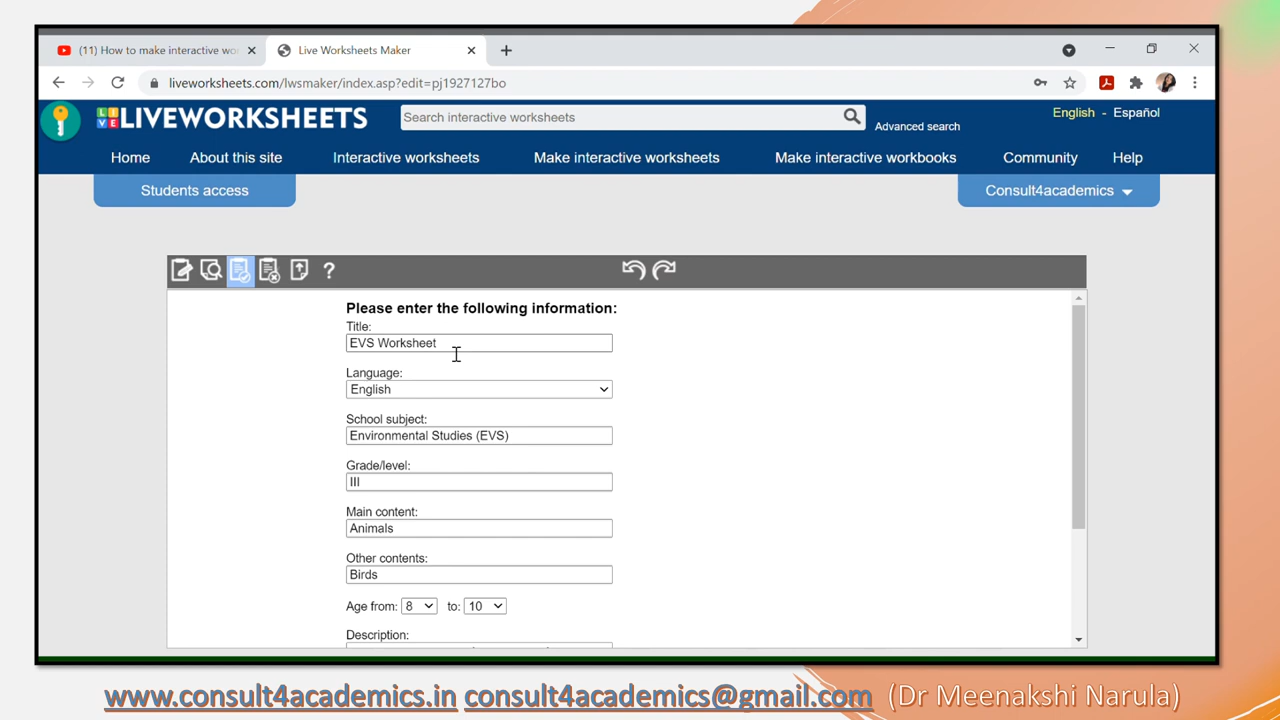 (11) How to make interactive wo
Live Worksheets Maker
liveworksheets.com/lwsmaker/index.asp?edit=pj1927127bo
LIVE LIVEWORKSHEETS
Search interactive worksheets
Advanced search
English - Español
Home About this site Interactive worksheets Make interactive worksheets Make interactive workbooks Community Help
Students access
Consult4academics
?
Please enter the following information:
Title:
EVS Worksheet
Language:
English
School subject:
Environmental Studies (EVS)
Grade/level:
III
Main content:
Animals
Other contents:
Birds
Age from: 8 to: 10
Description:
www.consult4academics.in consult4academics@gmail.com (Dr Meenakshi Narula)